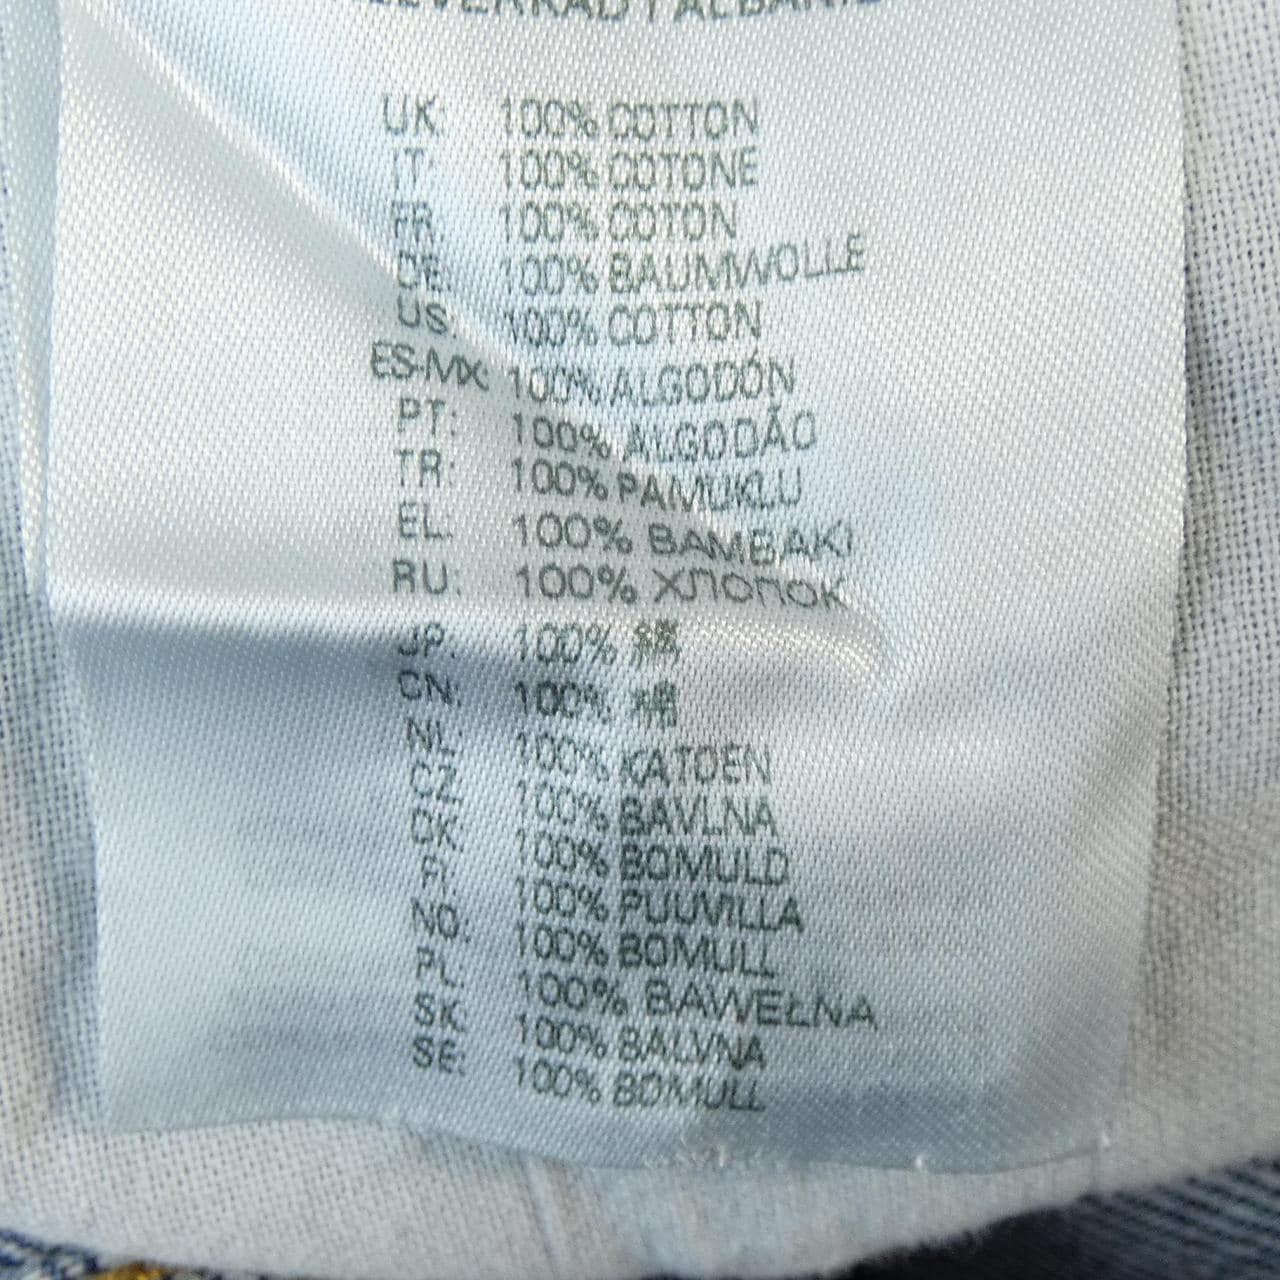 TILLVERKAD I ALBANIEN
UK: 100% COTTON
IT: 100% COTONE
FR: 100% COTON
DE: 100% BAUMWOLLE
US: 100% COTTON
ES-MX: 100% ALGODÓN
PT: 100% ALGODÃO
TR: 100% PAMUKLU
EL: 100% BAMBAKI
RU: 100% ХЛОПОК
JP: 100% 綿
CN: 100% 棉
NL: 100% KATOEN
CZ: 100% BAVLNA
DK: 100% BOMULD
FI: 100% PUUVILLA
NO: 100% BOMULL
PL: 100% BAWEŁNA
SK: 100% BALVNA
SE: 100% BOMULL